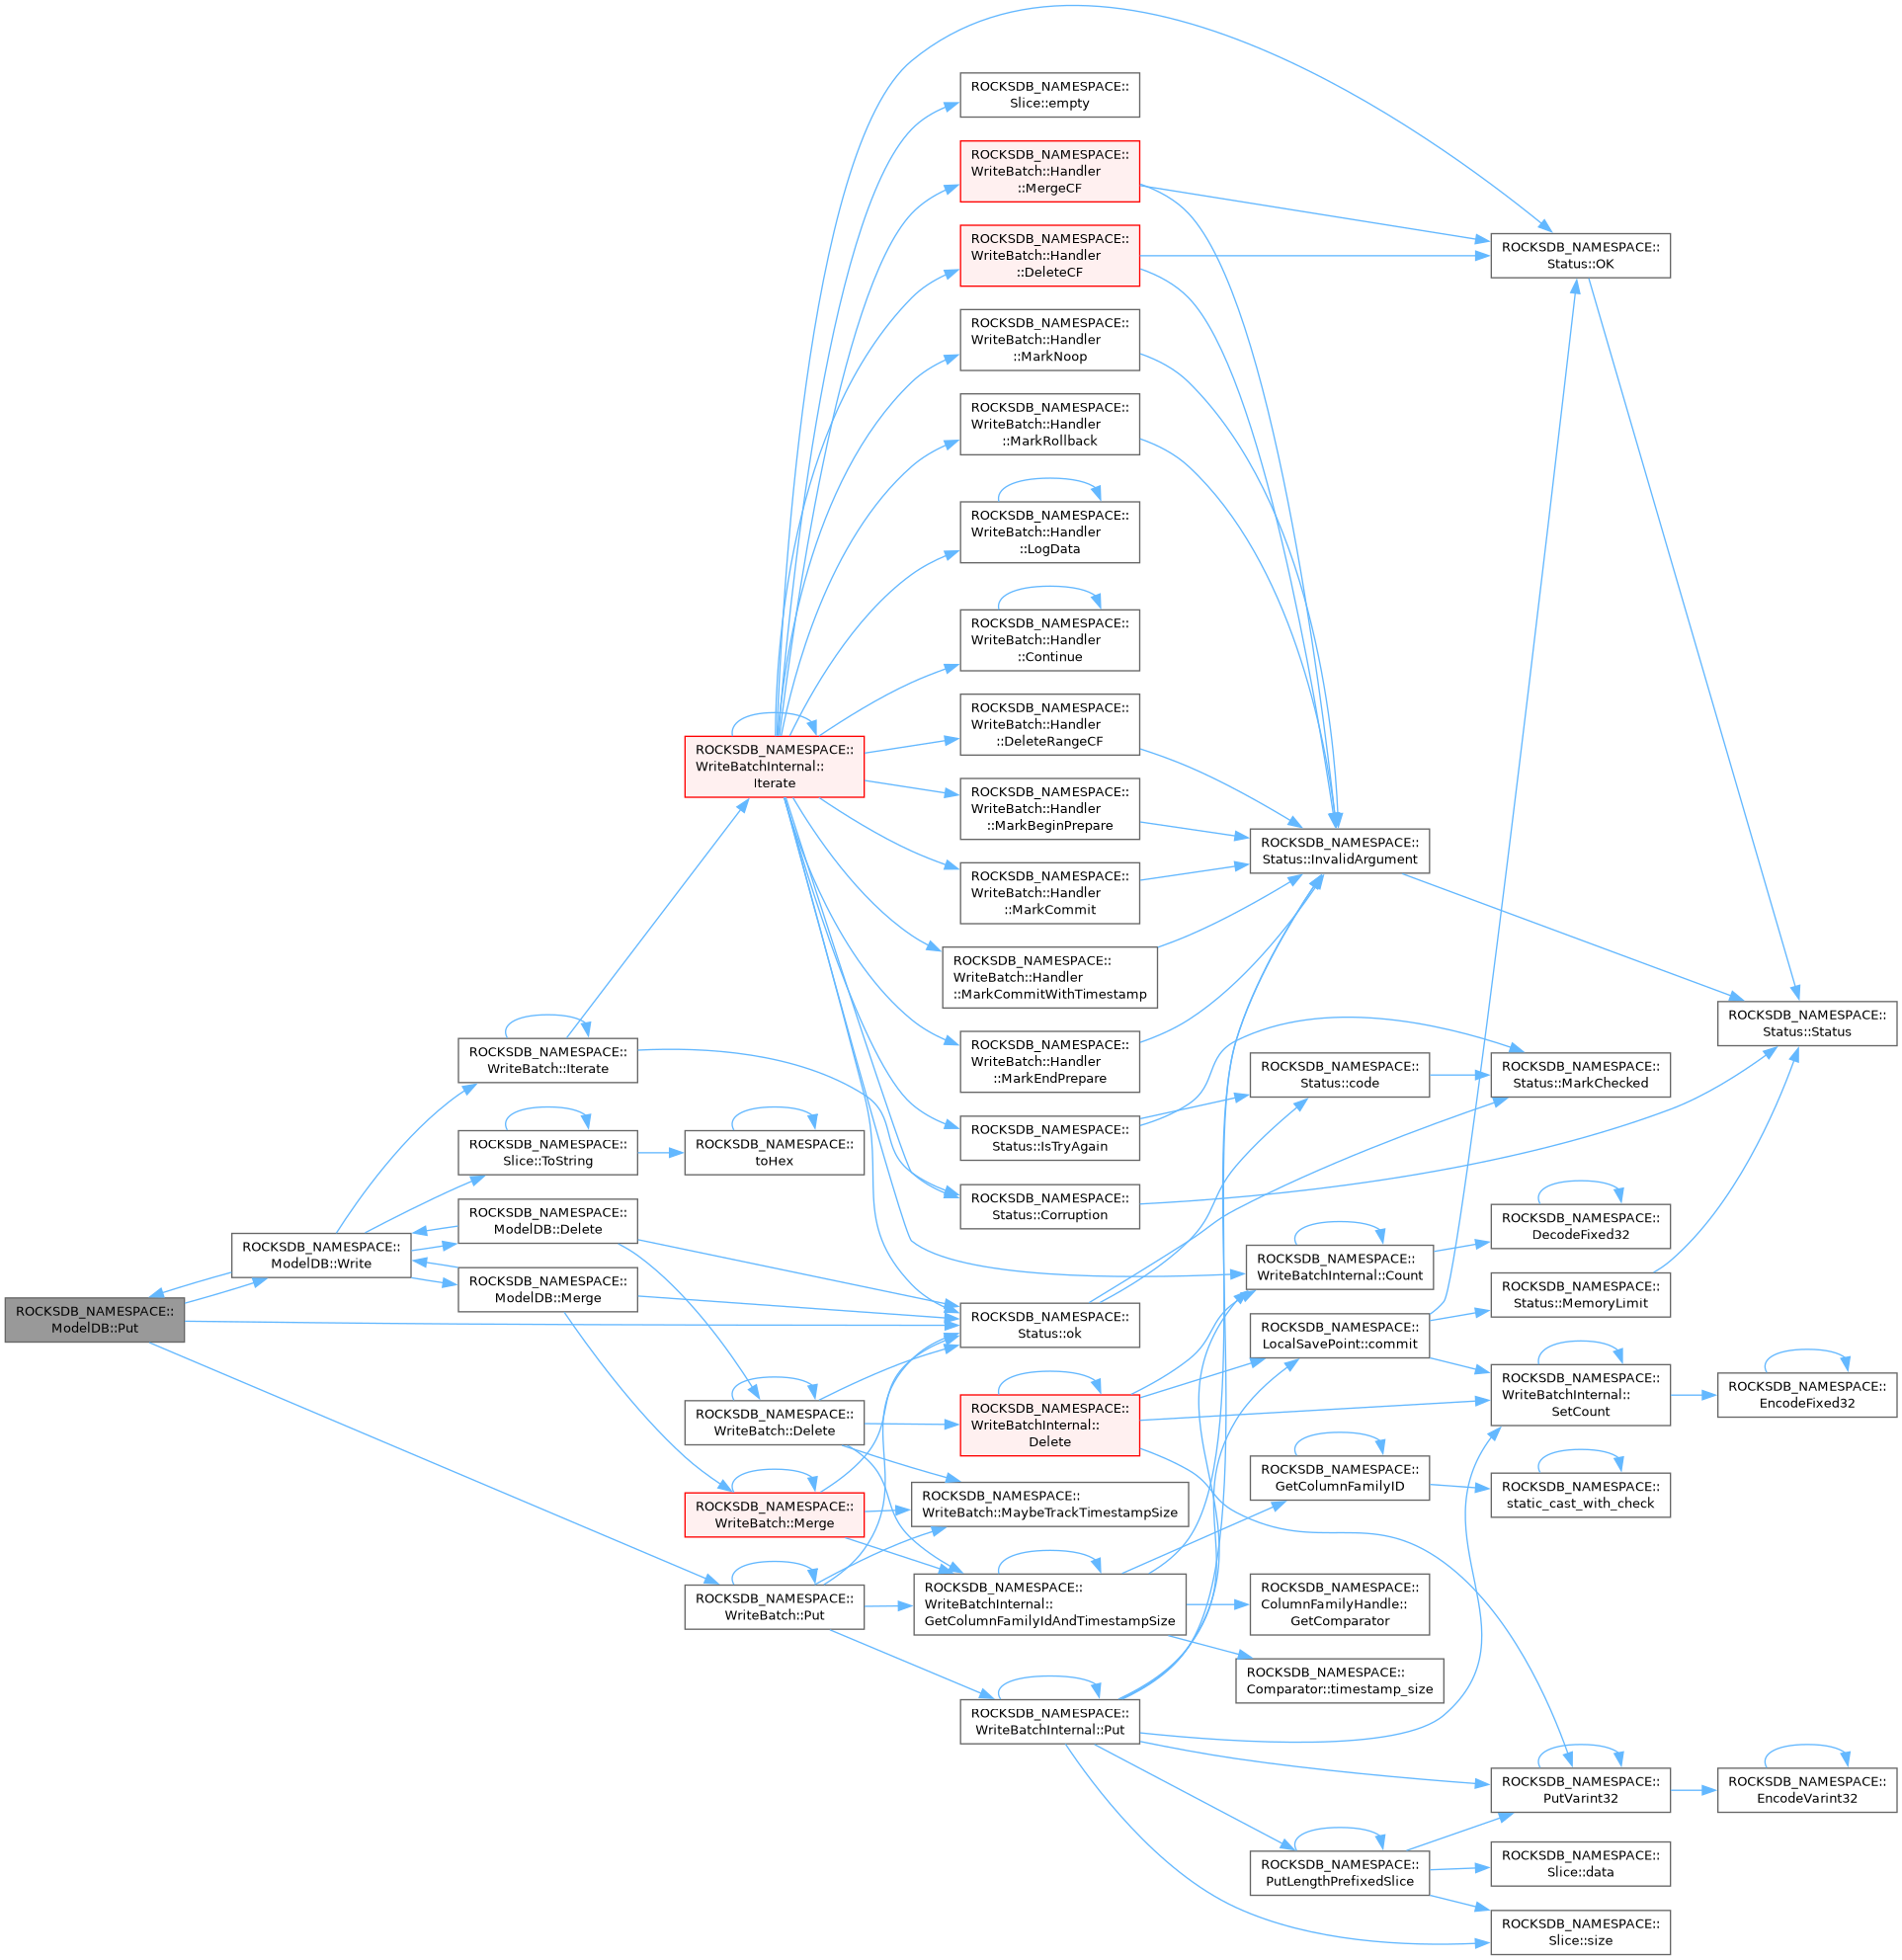 ROCKSDB_NAMESPACE::
Slice::empty
ROCKSDB_NAMESPACE::
WriteBatch::Handler
::MergeCF
ROCKSDB_NAMESPACE::
WriteBatch::Handler
::DeleteCF
ROCKSDB_NAMESPACE::
Status::OK
ROCKSDB_NAMESPACE::
WriteBatch::Handler
::MarkNoop
ROCKSDB_NAMESPACE::
WriteBatch::Handler
::MarkRollback
ROCKSDB_NAMESPACE::
WriteBatch::Handler
::LogData
ROCKSDB_NAMESPACE::
WriteBatch::Handler
::Continue
ROCKSDB_NAMESPACE::
WriteBatch::Handler
::DeleteRangeCF
ROCKSDB_NAMESPACE::
WriteBatchInternal::
Iterate
ROCKSDB_NAMESPACE::
WriteBatch::Handler
::MarkBeginPrepare
ROCKSDB_NAMESPACE::
Status::InvalidArgument
ROCKSDB_NAMESPACE::
WriteBatch::Handler
::MarkCommit
ROCKSDB_NAMESPACE::
WriteBatch::Handler
::MarkCommitWithTimestamp
ROCKSDB_NAMESPACE::
Status::Status
ROCKSDB_NAMESPACE::
WriteBatch::Iterate
ROCKSDB_NAMESPACE::
WriteBatch::Handler
::MarkEndPrepare
ROCKSDB_NAMESPACE::
Status::code
ROCKSDB_NAMESPACE::
Status::MarkChecked
ROCKSDB_NAMESPACE::
Slice::ToString
ROCKSDB_NAMESPACE::
toHex
ROCKSDB_NAMESPACE::
Status::IsTryAgain
ROCKSDB_NAMESPACE::
Status::Corruption
ROCKSDB_NAMESPACE::
ModelDB::Delete
ROCKSDB_NAMESPACE::
DecodeFixed32
ROCKSDB_NAMESPACE::
ModelDB::Write
ROCKSDB_NAMESPACE::
WriteBatchInternal::Count
ROCKSDB_NAMESPACE::
ModelDB::Merge
ROCKSDB_NAMESPACE::
Status::MemoryLimit
ROCKSDB_NAMESPACE::
ModelDB::Put
ROCKSDB_NAMESPACE::
Status::ok
ROCKSDB_NAMESPACE::
LocalSavePoint::commit
ROCKSDB_NAMESPACE::
WriteBatchInternal::
SetCount
ROCKSDB_NAMESPACE::
EncodeFixed32
ROCKSDB_NAMESPACE::
WriteBatch::Delete
ROCKSDB_NAMESPACE::
WriteBatchInternal::
Delete
ROCKSDB_NAMESPACE::
GetColumnFamilyID
ROCKSDB_NAMESPACE::
static_cast_with_check
ROCKSDB_NAMESPACE::
WriteBatch::Merge
ROCKSDB_NAMESPACE::
WriteBatch::MaybeTrackTimestampSize
ROCKSDB_NAMESPACE::
WriteBatch::Put
ROCKSDB_NAMESPACE::
WriteBatchInternal::
GetColumnFamilyIdAndTimestampSize
ROCKSDB_NAMESPACE::
ColumnFamilyHandle::
GetComparator
ROCKSDB_NAMESPACE::
Comparator::timestamp_size
ROCKSDB_NAMESPACE::
WriteBatchInternal::Put
ROCKSDB_NAMESPACE::
PutVarint32
ROCKSDB_NAMESPACE::
EncodeVarint32
ROCKSDB_NAMESPACE::
PutLengthPrefixedSlice
ROCKSDB_NAMESPACE::
Slice::data
ROCKSDB_NAMESPACE::
Slice::size